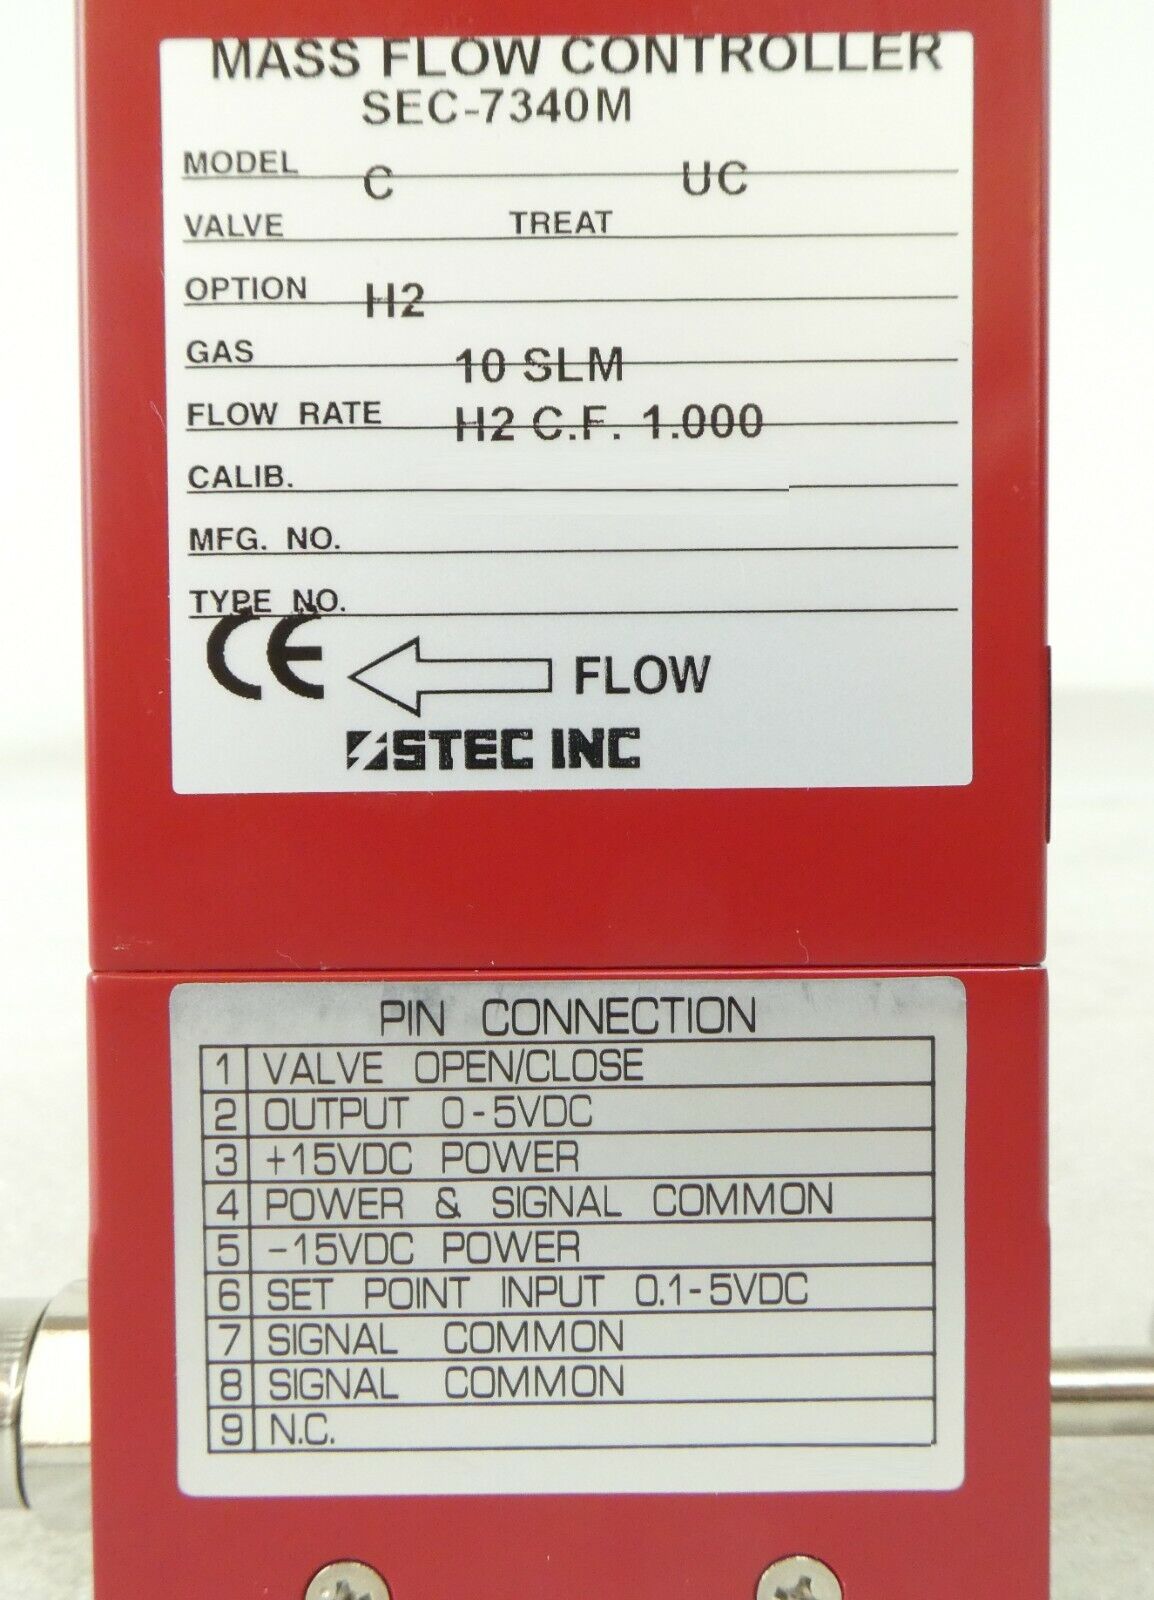 MASS FLOW CONTROLLER
SEC-7340M
MODEL
C UC
VALVE TREAT
OPTION
H2
GAS
10 SLM
FLOW RATE
H2 C.F. 1.000
CALIB.
MFG. NO.
TYPE NO.
CE FLOW
STEC INC
PIN CONNECTION
1 VALVE OPEN/CLOSE
2 OUTPUT 0-5VDC
3 +15VDC POWER
4 POWER & SIGNAL COMMON
5 -15VDC POWER
6 SET POINT INPUT 0.1-5VDC
7 SIGNAL COMMON
8 SIGNAL COMMON
9 N.C.